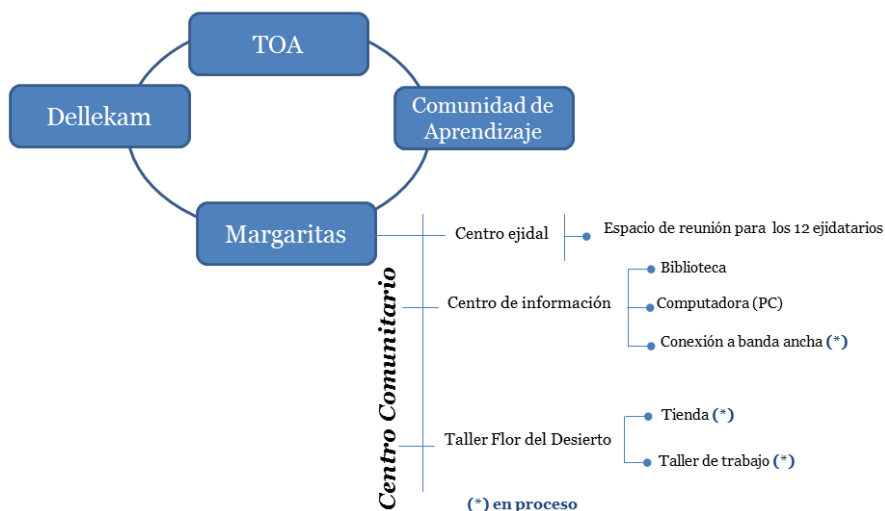 TOA
Dellekam
Comunidad de
Aprendizaje
Margaritas
Centro Comunitario
Centro ejidal
Espacio de reunión para los 12 ejidatarios
Centro de información
Biblioteca
Computadora (PC)
Conexión a banda ancha (*)
Taller Flor del Desierto
Tienda (*)
Taller de trabajo (*)
(*) en proceso